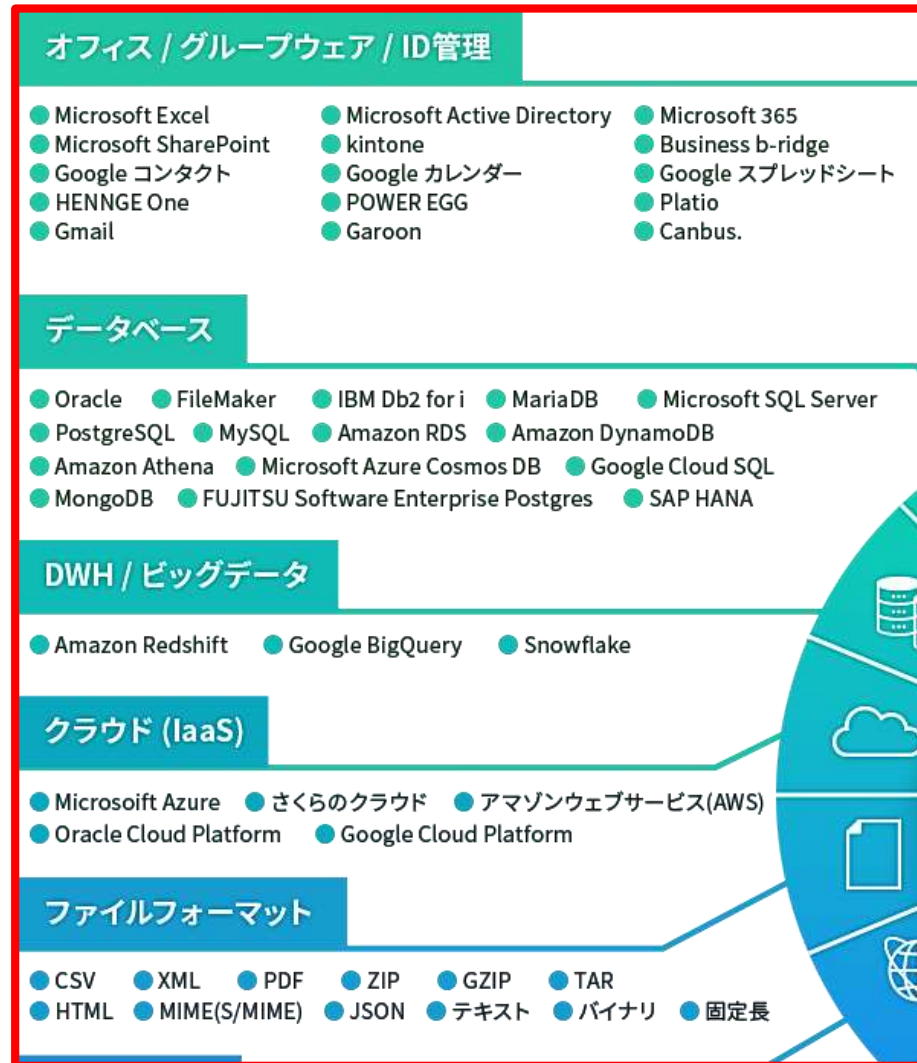 オフィス / グループウェア / ID管理
Microsoft Excel Microsoft Active Directory Microsoft 365
Microsoft SharePoint kintone Business b-ridge
Google コンタクト Google カレンダー Google スプレッドシート
HENNGE One POWER EGG Platio
Gmail Garoon Canbus.
データベース
Oracle FileMaker IBM Db2 for i MariaDB Microsoft SQL Server
PostgreSQL MySQL Amazon RDS Amazon DynamoDB
Amazon Athena Microsoft Azure Cosmos DB Google Cloud SQL
MongoDB FUJITSU Software Enterprise Postgres SAP HANA
DWH / ビッグデータ
Amazon Redshift Google BigQuery Snowflake
クラウド (IaaS)
Microsoift Azure さくらのクラウド アマゾンウェブサービス(AWS)
Oracle Cloud Platform Google Cloud Platform
ファイルフォーマット
CSV XML PDF ZIP GZIP TAR
HTML MIME(S/MIME) JSON テキスト バイナリ 固定長